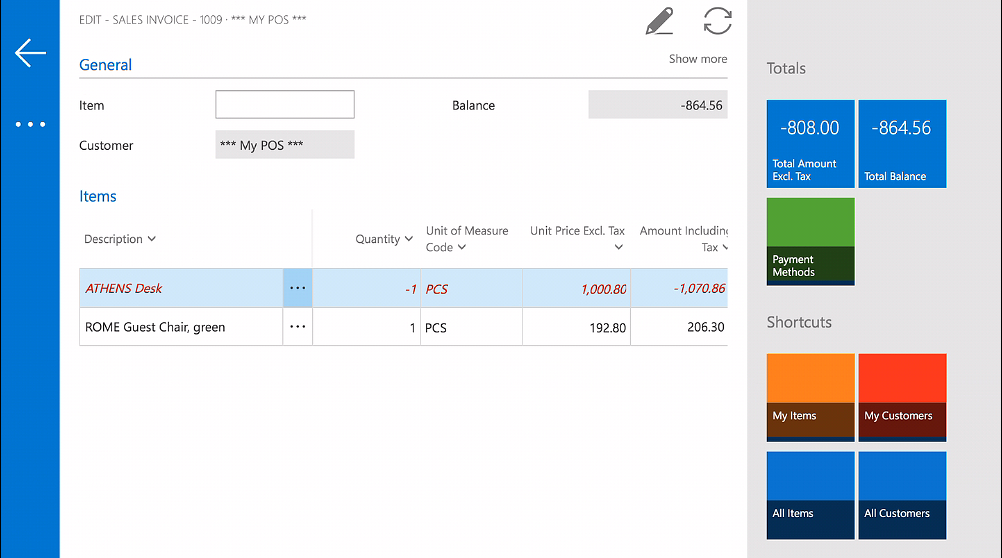 EDIT - SALES INVOICE - 1009 · *** My POS ***
General
Show more
Item
Balance
-864.56
Customer
*** My POS ***
Items
Description
Quantity
Unit of Measure
Code
Unit Price Excl. Tax
Amount Including
Tax
ATHENS Desk
-1
PCS
1,000.80
-1,070.86
ROME Guest Chair, green
1
PCS
192.80
206.30
Totals
-808.00
Total Amount
Excl. Tax
-864.56
Total Balance
Payment
Methods
Shortcuts
My Items
My Customers
All Items
All Customers